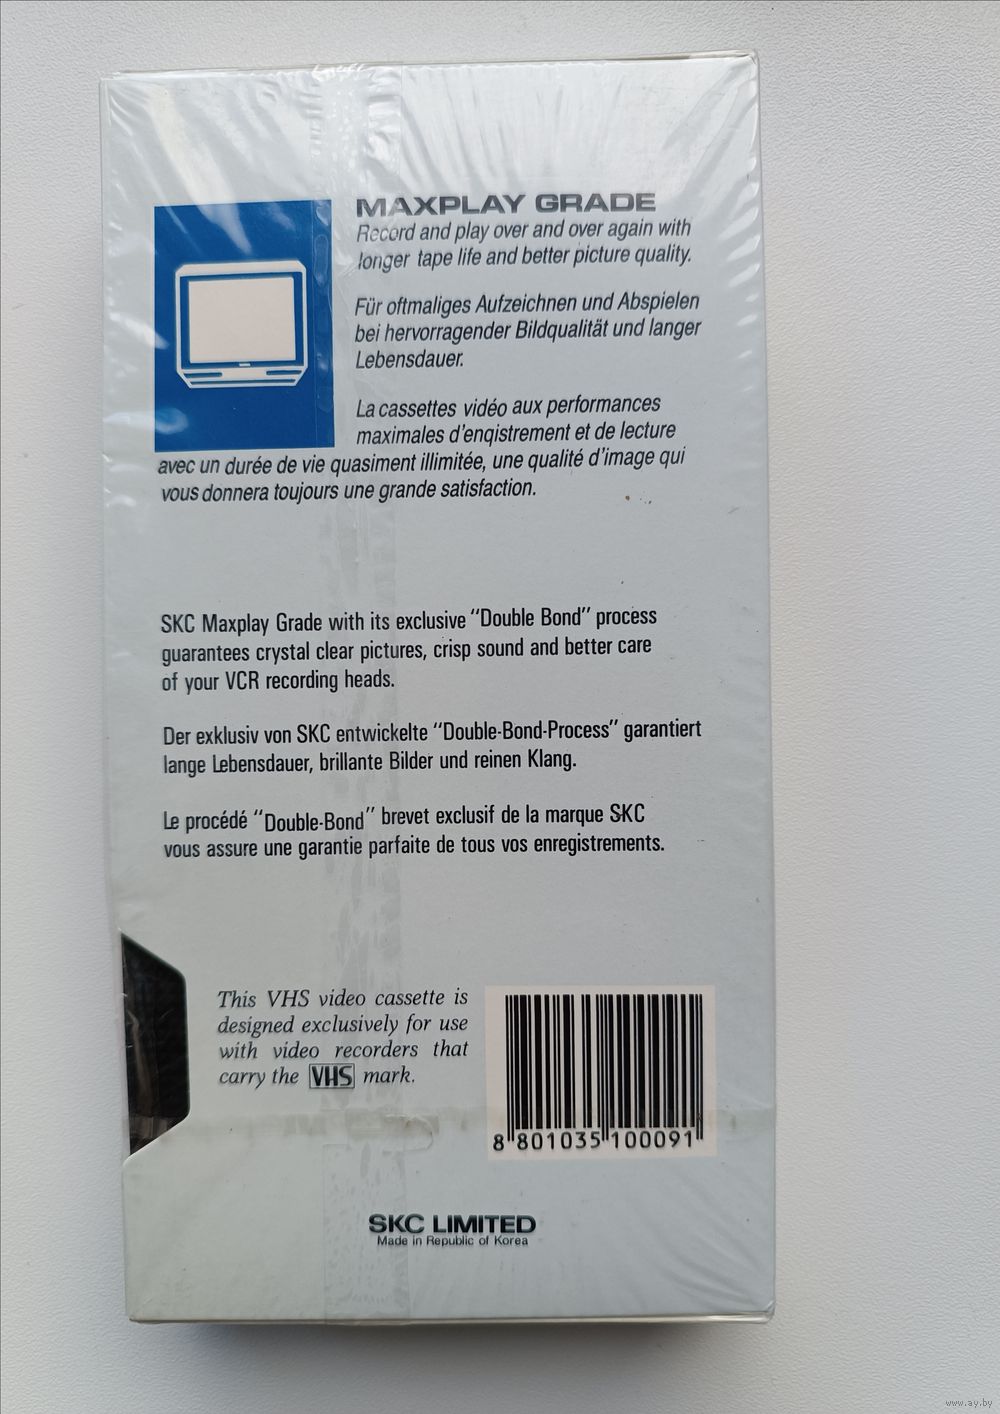 MAXPLAY GRADE
Record and play over and over again with
longer tape life and better picture quality.
Für oftmaliges Aufzeichnen und Abspielen
bei hervorragender Bildqualität und langer
Lebensdauer.
La cassettes vidéo aux performances
maximales d'enqistrement et de lecture
avec un durée de vie quasiment illimitée, une qualité d'image qui
vous donnera toujours une grande satisfaction.
SKC Maxplay Grade with its exclusive "Double Bond" process
guarantees crystal clear pictures, crisp sound and better care
of your VCR recording heads.
Der exklusiv von SKC entwickelte "Double-Bond-Process" garantiert
lange Lebensdauer, brillante Bilder und reinen Klang.
Le procédé "Double-Bond" brevet exclusif de la marque SKC
vous assure une garantie parfaite de tous vos enregistrements.
This VHS video cassette is
designed exclusively for use
with video recorders that
carry the VHS mark.
8 801035 100091
SKC LIMITED
Made in Republic of Korea
www.ay.by